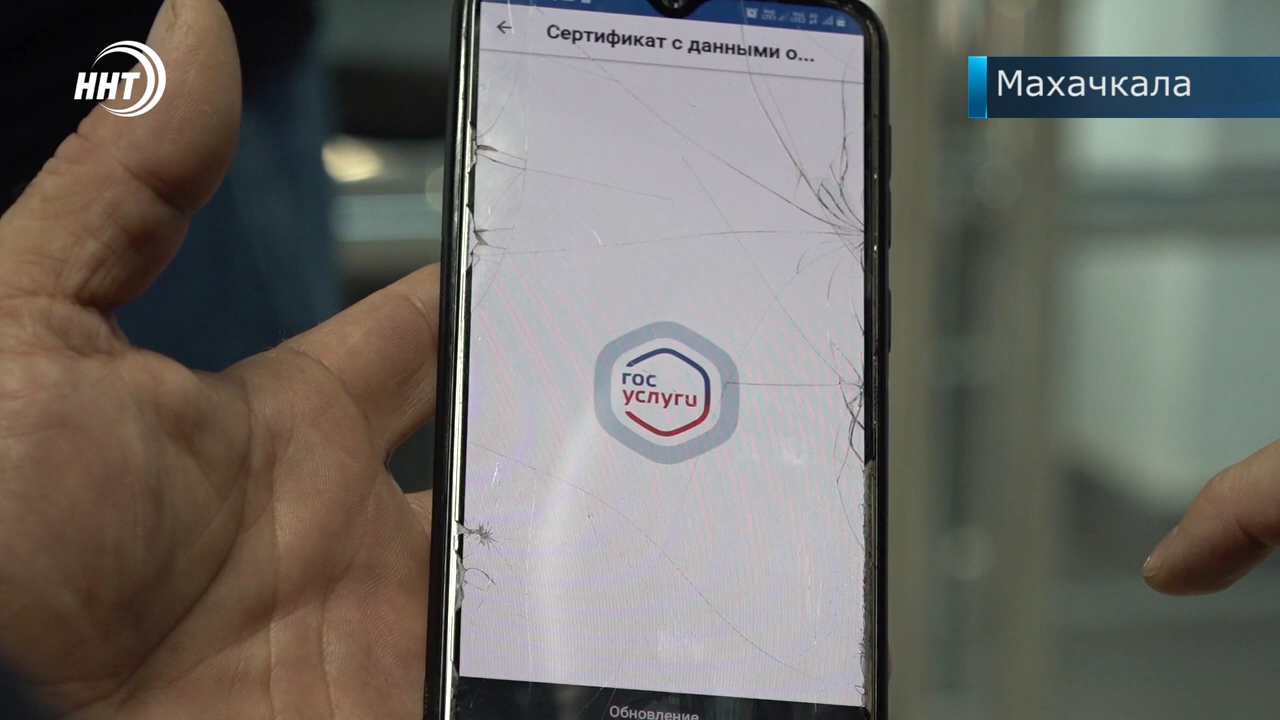 ННТ
Махачкала
Сертификат с данными о...
гос
услуги
Обновление